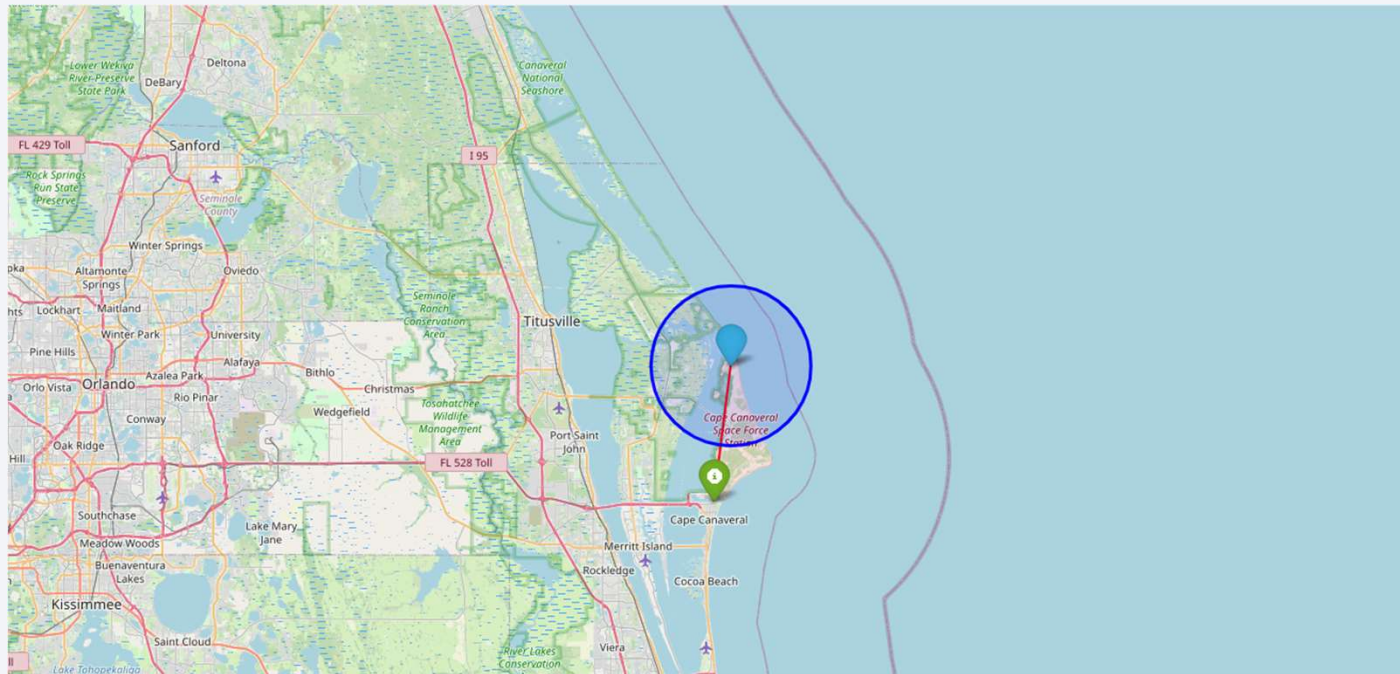 Lower Wekiva
River Preserve
State Park
Deltona
DeBary
Canaveral
National
Seashore
FL 429 Toll
Sanford
I 95
Rock Springs
Run State
Preserve
Seminole
County
Winter Springs
Altamonte
Springs
Oviedo
Lockhart
Maitland
Seminole
Ranch
Conservation
Area
Titusville
Winter Park
University
Pine Hills
Alafaya
Azalea Park
Bithlo
Orlo Vista
Orlando
Christmas
Rio Pinar
Wedgefield
Tosohatchee
Wildlife
Management
Area
Conway
Cape Canaveral
Space Force
Station
Oak Ridge
Port Saint
John
Hill
FL 528 Toll
i
Southchase
Lake Mary
Jane
Cape Canaveral
Meadow Woods
Merritt Island
Buenaventura
Lakes
Rockledge
Cocoa Beach
Kissimmee
Saint Cloud
Viera
River Lakes
Conservation
Lake Tohopekaliga